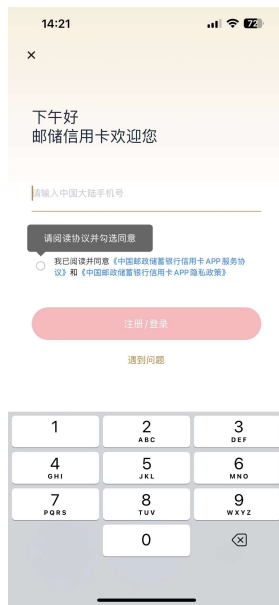 14:21
72
下午好
邮储信用卡欢迎您
请输入中国大陆手机号
请阅读协议并勾选同意
我已阅读并同意《中国邮政储蓄银行信用卡APP服务协
议》和《中国邮政储蓄银行信用卡APP隐私政策》
注册/登录
遇到问题
1
2
ABC
3
DEF
4
GHI
5
JKL
6
MNO
7
PQRS
8
TUV
9
WXYZ
0